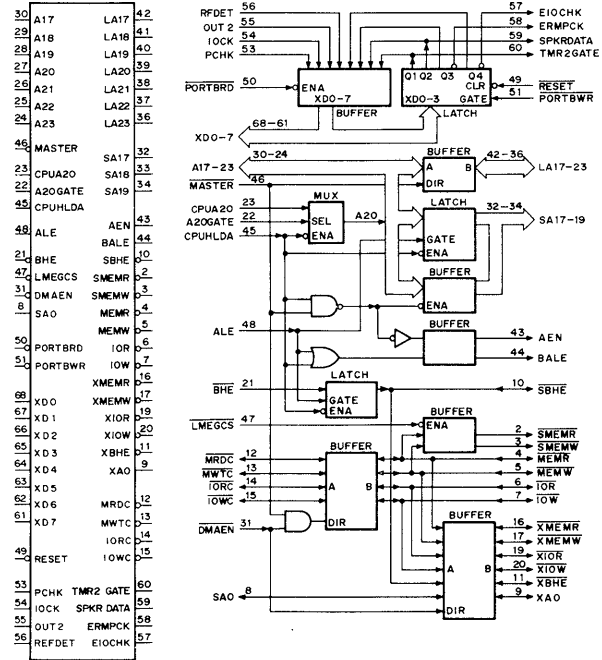 30 A17 LA17 42
29 A18 LA18 41
28 A19 LA19 40
27 A20 LA20 39
26 A21 LA21 38
25 A22 LA22 37
24 A23 LA23 36
46 MASTER
SA17 32
23 CPUA20 SA18 33
22 A20GATE SA19 34
45 CPUHLDA
AEN 43
48 ALE
BALE 44
21 BHE SBHE 10
47 LMEGCS SMEMR 2
31 DMAEN SMEMW 3
8 SAO MEMR 4
MEMW 5
50 PORTBRD IOR 6
51 PORTBWR IOW 7
XMEMR 16
68 XDO XMEMW 17
67 XD1 XIOR 19
66 XD2 XIOW 20
65 XD3 XBHE 11
64 XD4 XAO 9
63 XD5
62 XD6 MRDC 12
61 XD7 MWTC 13
IORC 14
49 RESET IOWC 15
53 PCHK TMR2 GATE 60
54 IOCK SPKR DATA 59
55 OUT2 ERMPCK 58
56 REFDET EIOCHK 57
RFDET 56 57 EIOCHK
OUT 2 55 58 ERMPCK
IOCK 54 59 SPKRDATA
PCHK 53 60 TMR2GATE
Q1 Q2 Q3 Q4
PORTBRD 50 ENA CLR 49 RESET
XDO-7 XDO-3 GATE 51 PORTBWR
BUFFER LATCH
XDO-7 68-61
BUFFER
A17-23 30-24 A B 42-36 LA17-23
MASTER 46 DIR
MUX LATCH
CPUA20 23 32-34
A20GATE 22 SEL A20 SA17-19
CPUHLDA 45 ENA GATE
ENA
BUFFER
ENA
ALE 48 BUFFER 43 AEN
44 BALE
LATCH
BHE 21 10 SBHE
GATE
ENA
LMEGCS 47 BUFFER
ENA 2 SMEMR
BUFFER 3 SMEMW
MRDC 12 4 MEMR
MWTC 13 5 MEMW
IORC 14 A B 6 IOR
IOWC 15 7 IOW
BUFFER
DMAEN 31 DIR 16 XMEMR
17 XMEMW
19 XIOR
A B 20 XIOW
11 XBHE
SAO 8 9 XAO
DIR